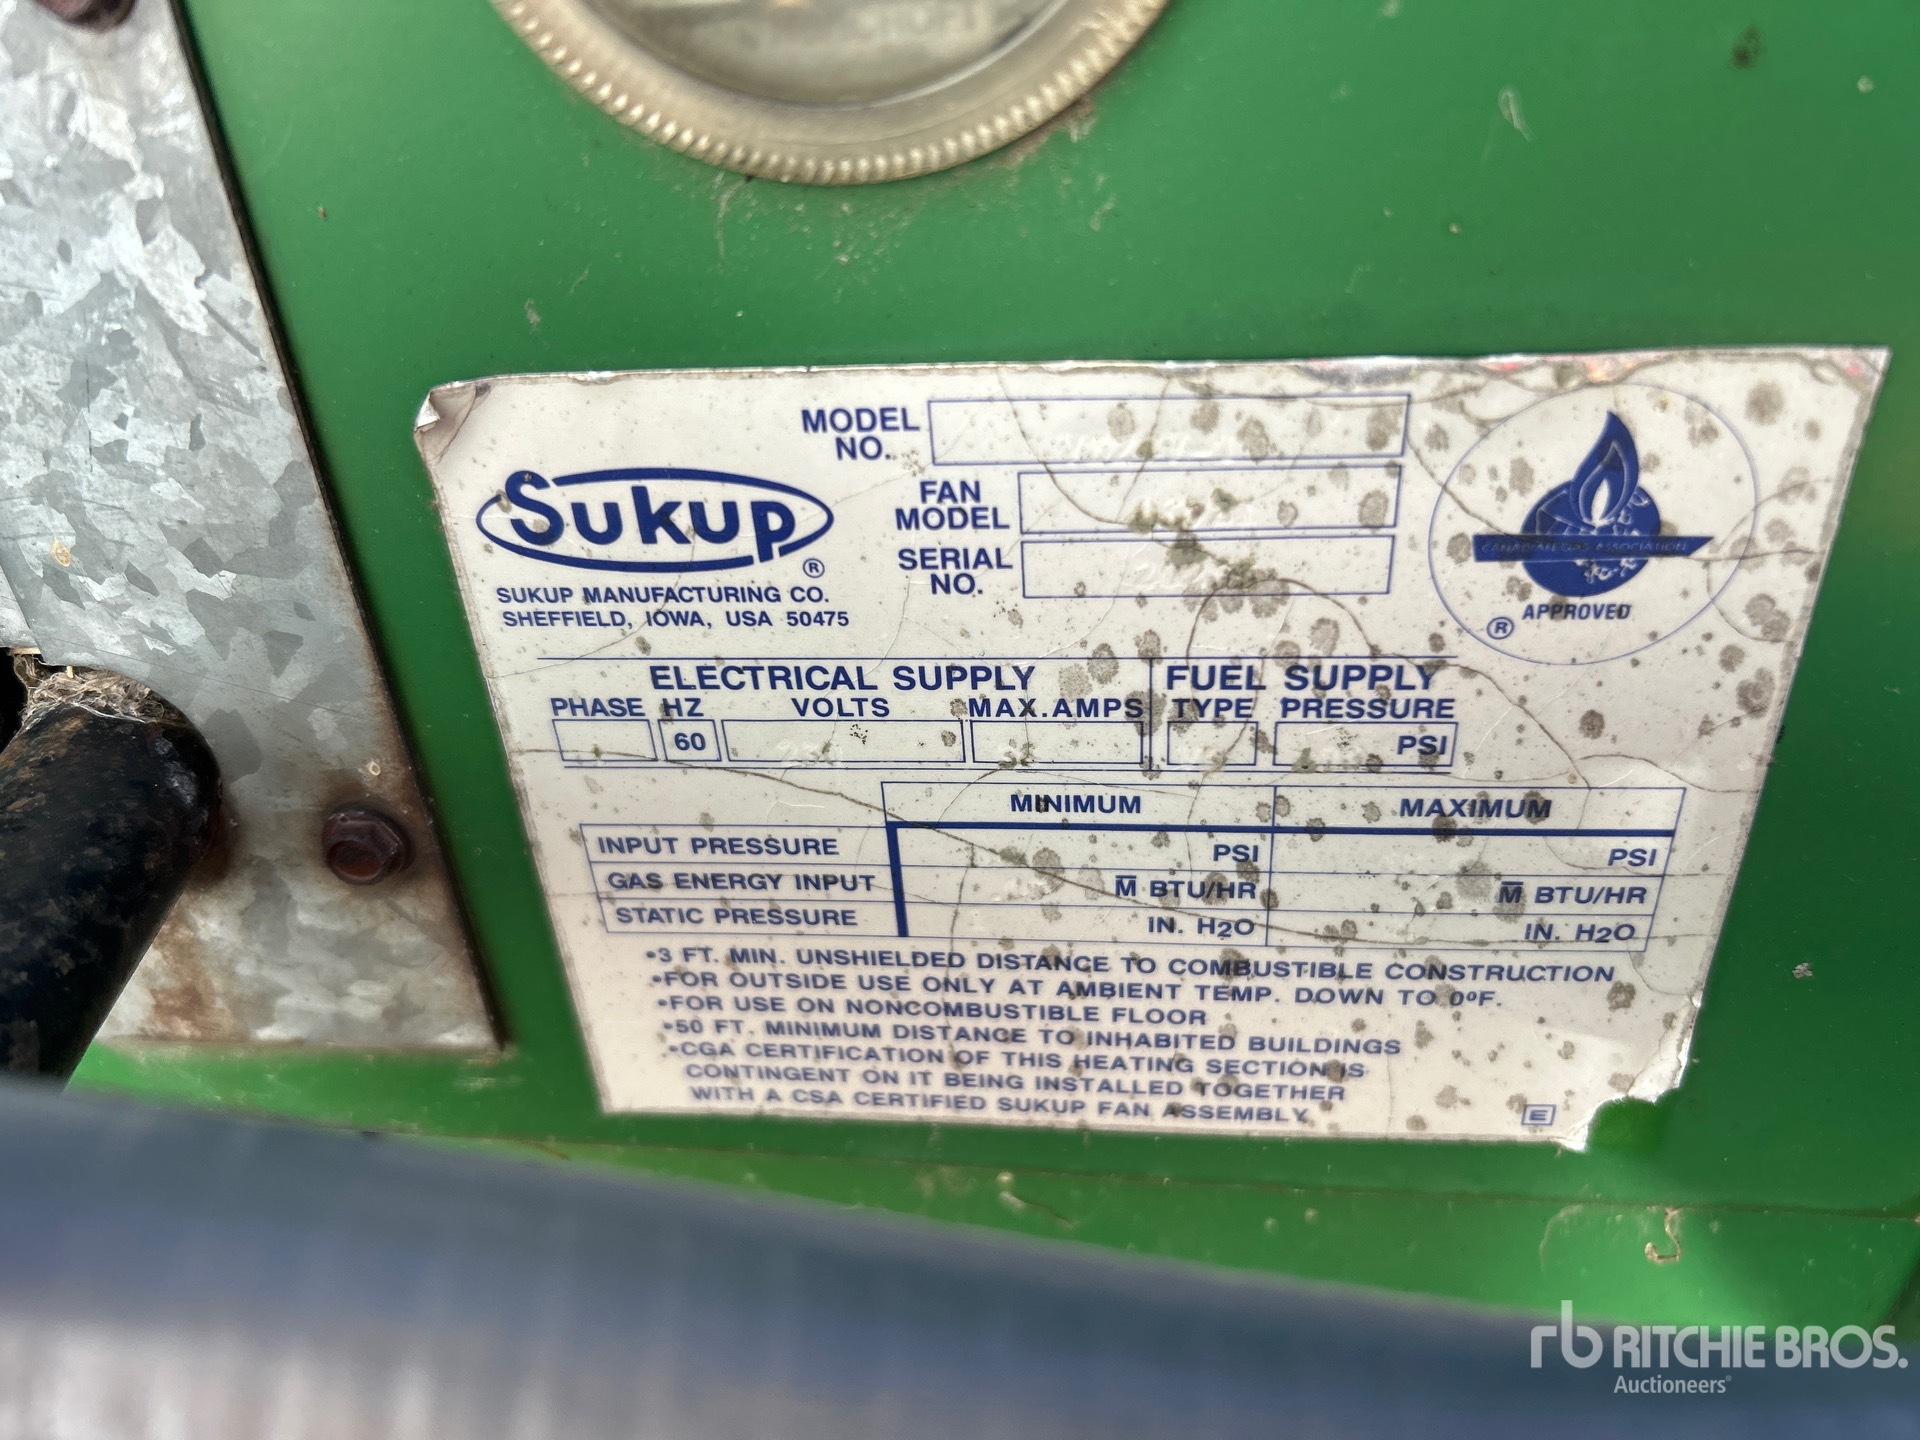 MODEL NO.
Sukup ®
SUKUP MANUFACTURING CO.
SHEFFIELD, IOWA, USA 50475
FAN MODEL
SERIAL NO.
CANADIAN GAS ASSOCIATION
® APPROVED
ELECTRICAL SUPPLY FUEL SUPPLY
PHASE HZ VOLTS MAX.AMPS TYPE PRESSURE
60 PSI
MINIMUM MAXIMUM
INPUT PRESSURE PSI PSI
GAS ENERGY INPUT M̅ BTU/HR M̅ BTU/HR
STATIC PRESSURE IN. H2O IN. H2O
•3 FT. MIN. UNSHIELDED DISTANCE TO COMBUSTIBLE CONSTRUCTION
•FOR OUTSIDE USE ONLY AT AMBIENT TEMP. DOWN TO 0ºF.
•FOR USE ON NONCOMBUSTIBLE FLOOR
•50 FT. MINIMUM DISTANCE TO INHABITED BUILDINGS
•CGA CERTIFICATION OF THIS HEATING SECTION IS
CONTINGENT ON IT BEING INSTALLED TOGETHER
WITH A CSA CERTIFIED SUKUP FAN ASSEMBLY.
E
rb RITCHIE BROS.
Auctioneers®